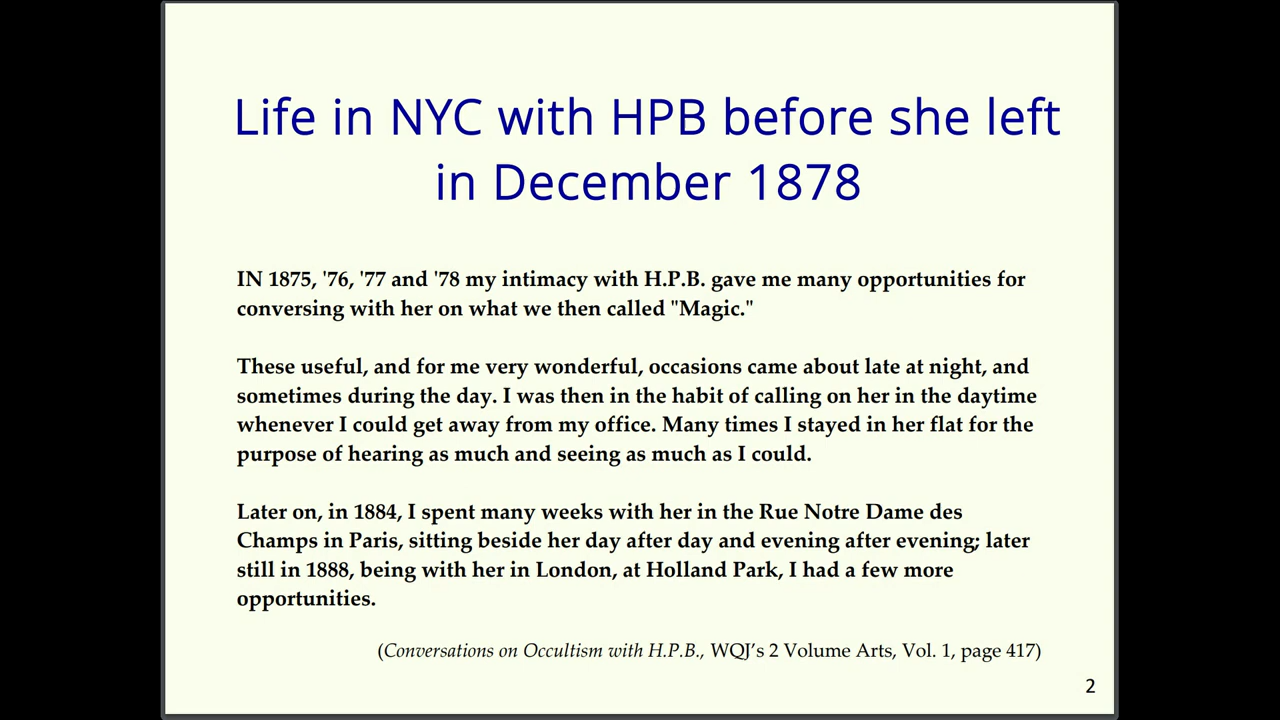 Life in NYC with HPB before she left
in December 1878
IN 1875, '76, '77 and '78 my intimacy with H.P.B. gave me many opportunities for
conversing with her on what we then called "Magic."
These useful, and for me very wonderful, occasions came about late at night, and
sometimes during the day. I was then in the habit of calling on her in the daytime
whenever I could get away from my office. Many times I stayed in her flat for the
purpose of hearing as much and seeing as much as I could.
Later on, in 1884, I spent many weeks with her in the Rue Notre Dame des
Champs in Paris, sitting beside her day after day and evening after evening; later
still in 1888, being with her in London, at Holland Park, I had a few more
opportunities.
(Conversations on Occultism with H.P.B., WQJ’s 2 Volume Arts, Vol. 1, page 417)
2